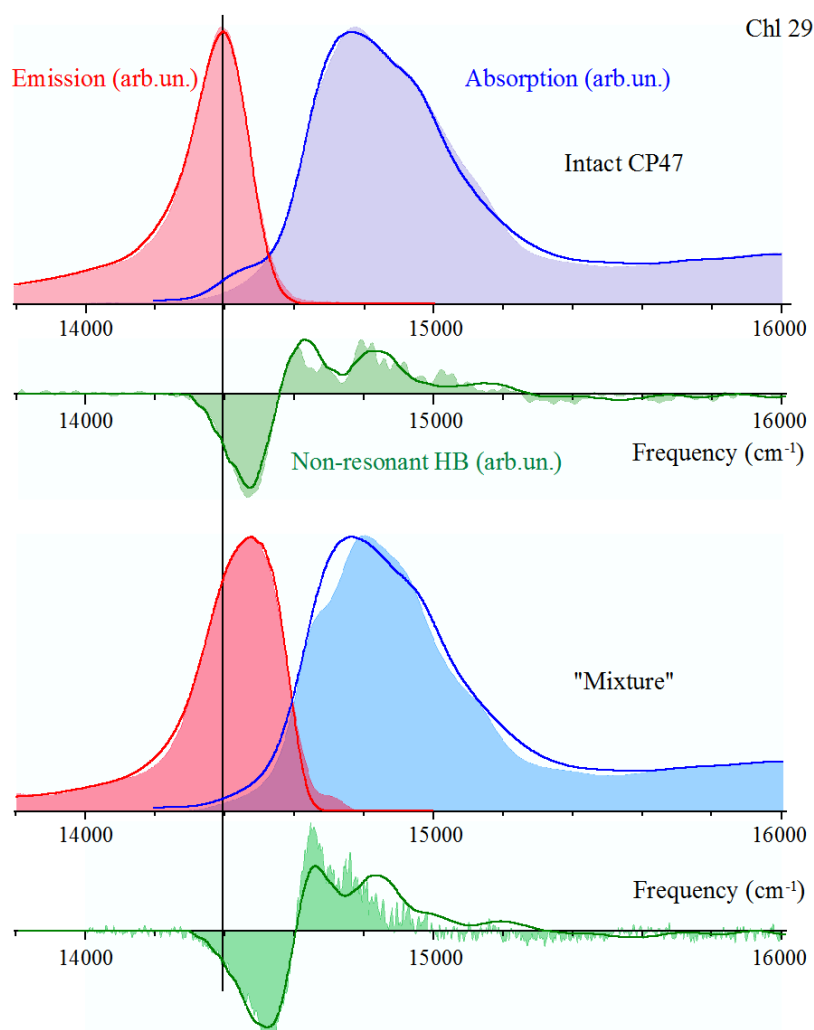 Chl 29
Emission (arb.un.) Absorption (arb.un.)
Intact CP47
14000 15000 16000
14000 15000 16000
Non-resonant HB (arb.un.) Frequency (cm⁻¹)
"Mixture"
14000 15000 16000
Frequency (cm⁻¹)
14000 15000 16000